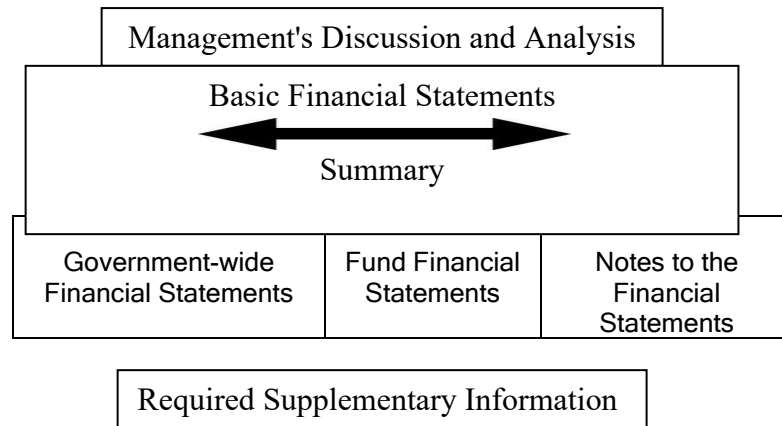 Management's Discussion and Analysis
Basic Financial Statements
Summary
Government-wide
Financial Statements
Fund Financial
Statements
Notes to the
Financial
Statements
Required Supplementary Information